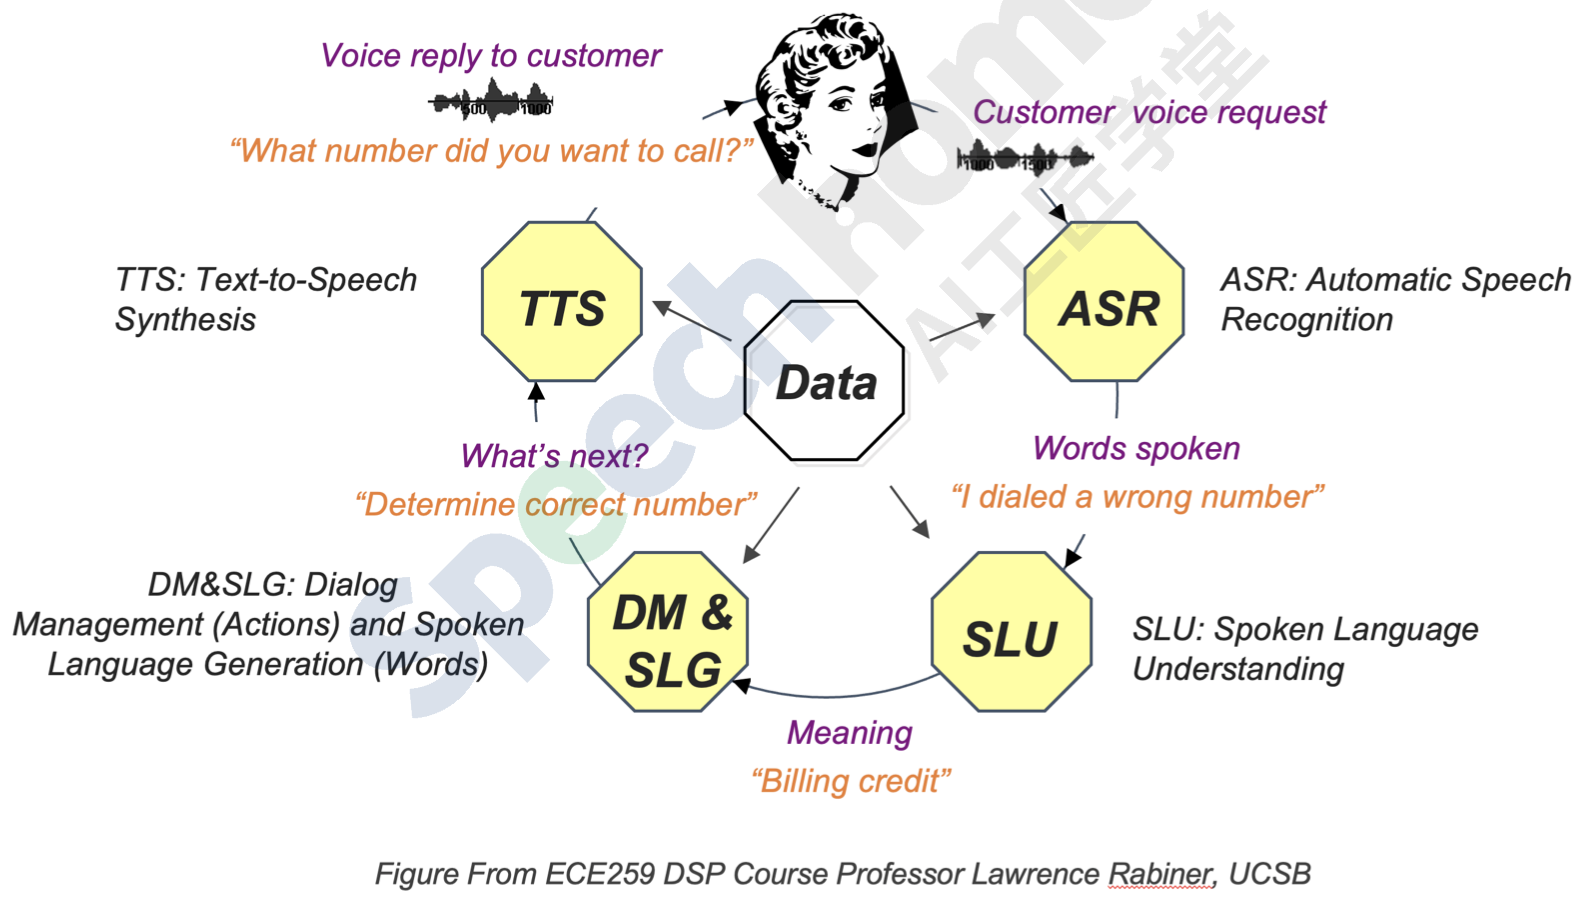 Voice reply to customer
500 1000
“What number did you want to call?”
Customer voice request
1000 1500
TTS
TTS: Text-to-Speech
Synthesis
ASR
ASR: Automatic Speech
Recognition
Data
What’s next?
“Determine correct number”
Words spoken
“I dialed a wrong number”
DM&SLG: Dialog
Management (Actions) and Spoken
Language Generation (Words)
DM &
SLG
SLU
SLU: Spoken Language
Understanding
Meaning
“Billing credit”
Figure From ECE259 DSP Course Professor Lawrence Rabiner, UCSB
Speech home
AI工匠学堂